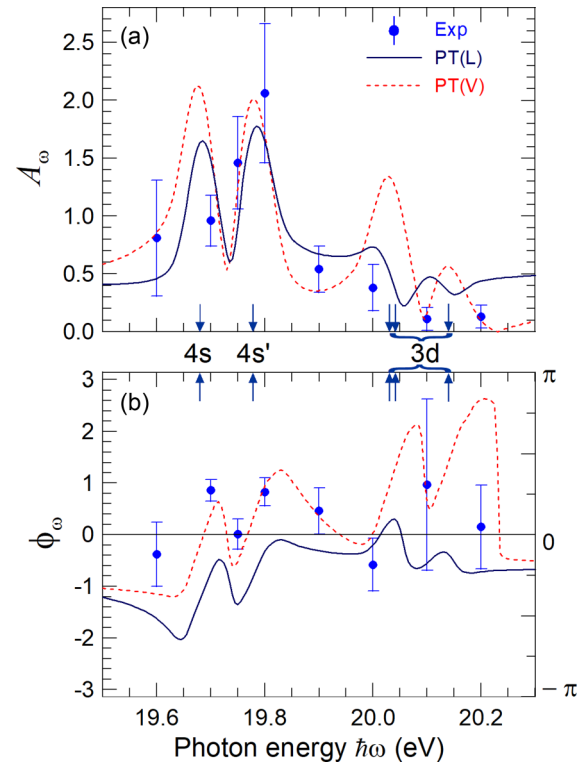 (a)
Exp
PT(L)
PT(V)
A_ω
2.5
2.0
1.5
1.0
0.5
0.0
4s 4s' 3d
(b)
ϕ_ω
3
2
1
0
-1
-2
-3
π
0
-π
19.6 19.8 20.0 20.2
Photon energy ħω (eV)